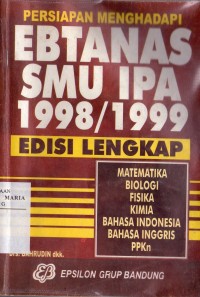 PERSIAPAN MENGHADAPI
EBTANAS
SMU IPA
1998/1999
EDISI LENGKAP
MATEMATIKA
BIOLOGI
FISIKA
KIMIA
BAHASA INDONESIA
BAHASA INGGRIS
PPKn
MARIA
dkk.
EPSILON GRUP BANDUNG